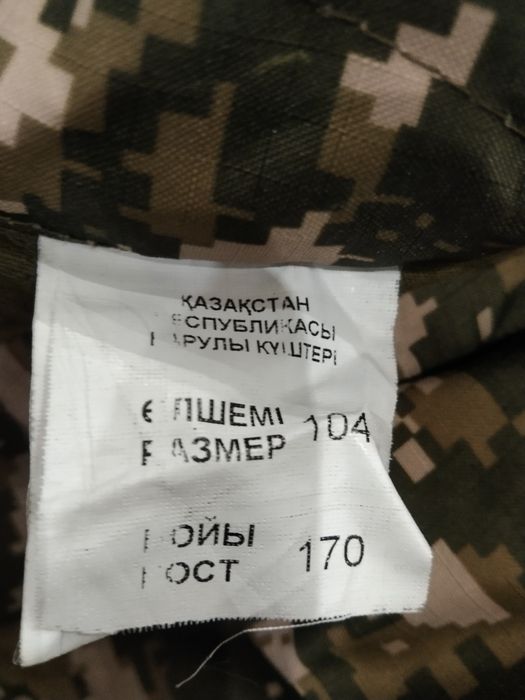 ҚАЗАҚСТАН
РЕСПУБЛИКАСЫ
ҚАРУЛЫ КҮШТЕРІ
ӨЛШЕМІ 104
РАЗМЕР
БОЙЫ 170
РОСТ